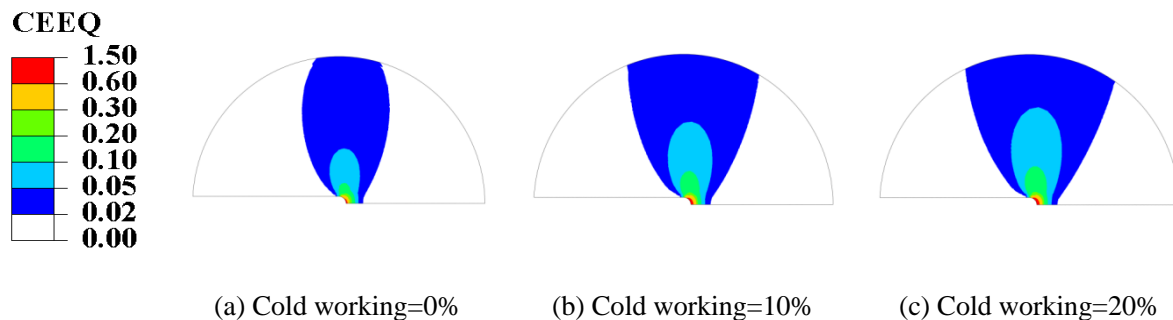 CEEQ
1.50
0.60
0.30
0.20
0.10
0.05
0.02
0.00
(a) Cold working=0%
(b) Cold working=10%
(c) Cold working=20%